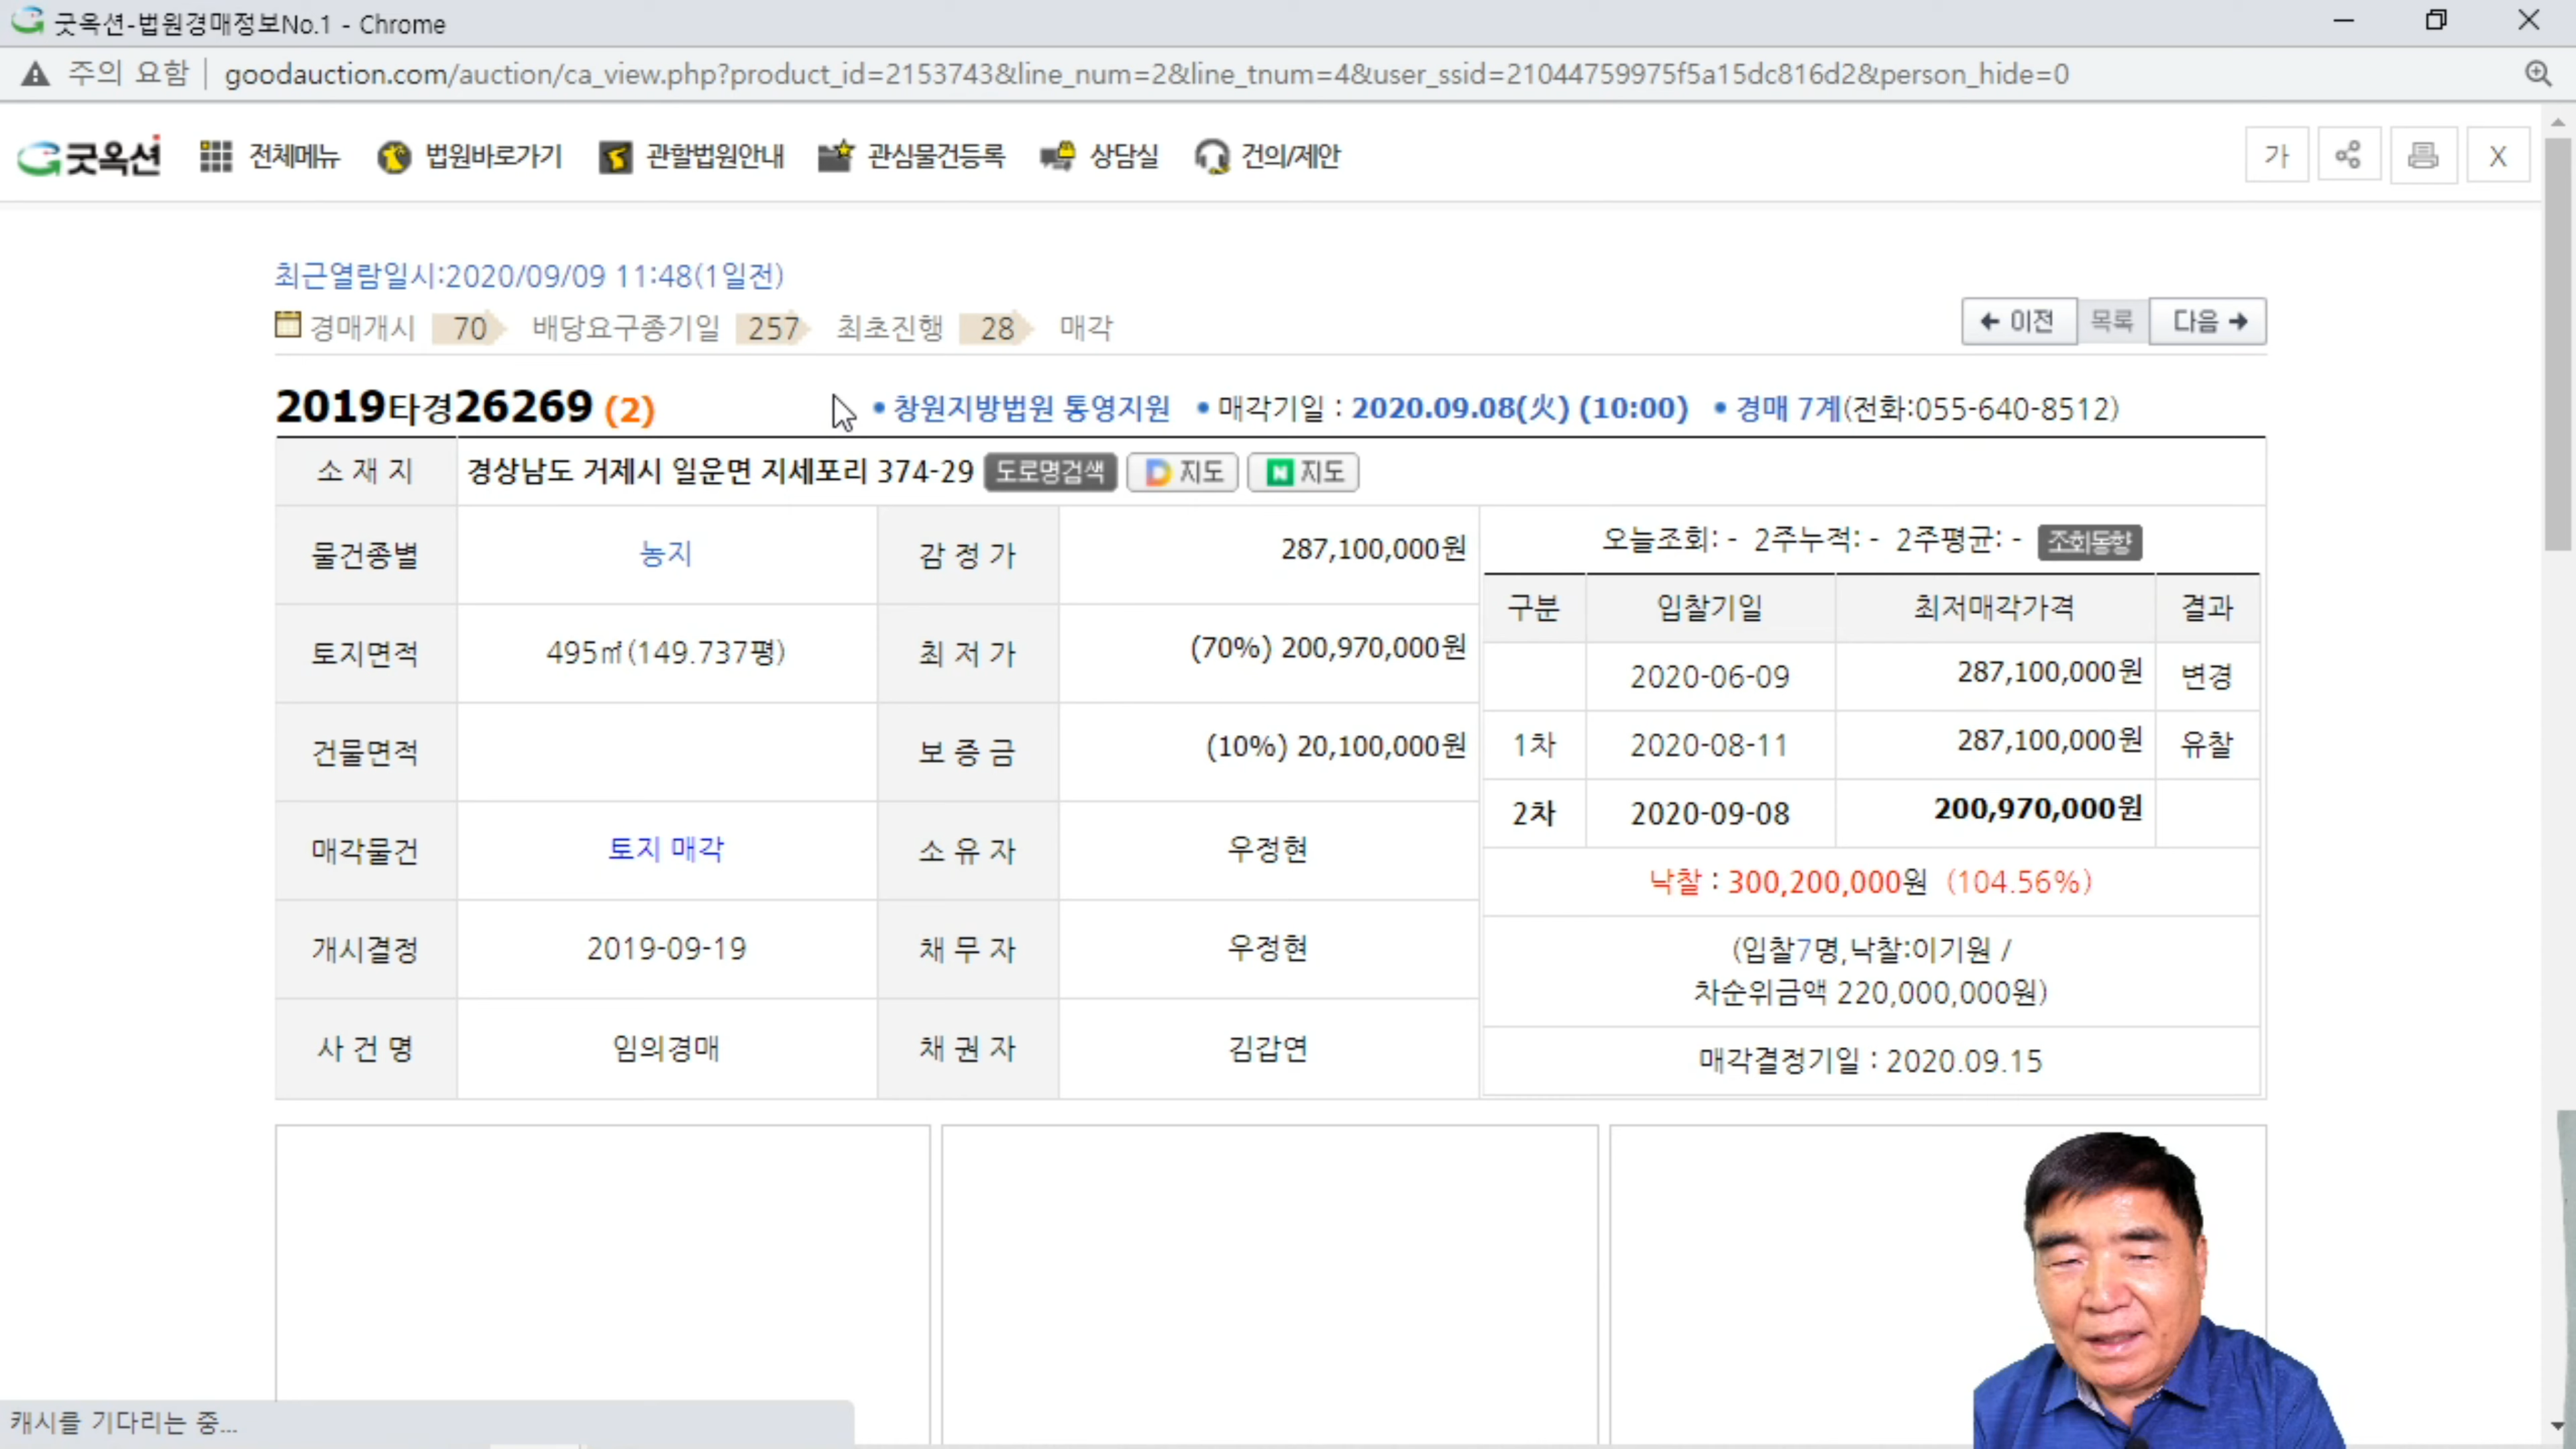 굿옥션-법원경매정보No.1 - Chrome
주의 요함 | goodauction.com/auction/ca_view.php?product_id=2153743&line_num=2&line_tnum=4&user_ssid=21044759975f5a15dc816d2&person_hide=0
굿옥션 전체메뉴 법원바로가기 관할법원안내 관심물건등록 상담실 건의/제안 가 X
최근열람일시:2020/09/09 11:48(1일전)
경매개시 70 배당요구종기일 257 최초진행 28 매각 ← 이전 목록 다음 →
2019타경26269 (2) • 창원지방법원 통영지원 • 매각기일 : 2020.09.08(火) (10:00) • 경매 7계(전화:055-640-8512)
소 재 지 경상남도 거제시 일운면 지세포리 374-29 도로명검색 D 지도 N 지도
물건종별 농지 감 정 가 287,100,000원
토지면적 495㎡(149.737평) 최 저 가 (70%) 200,970,000원
건물면적 보 증 금 (10%) 20,100,000원
매각물건 토지 매각 소 유 자 우정현
개시결정 2019-09-19 채 무 자 우정현
사 건 명 임의경매 채 권 자 김갑연
오늘조회: - 2주누적: - 2주평균: - 조회동향
구분 입찰기일 최저매각가격 결과
2020-06-09 287,100,000원 변경
1차 2020-08-11 287,100,000원 유찰
2차 2020-09-08 200,970,000원
낙찰 : 300,200,000원 (104.56%)
(입찰7명,낙찰:이기원 /
차순위금액 220,000,000원)
매각결정기일 : 2020.09.15
캐시를 기다리는 중...